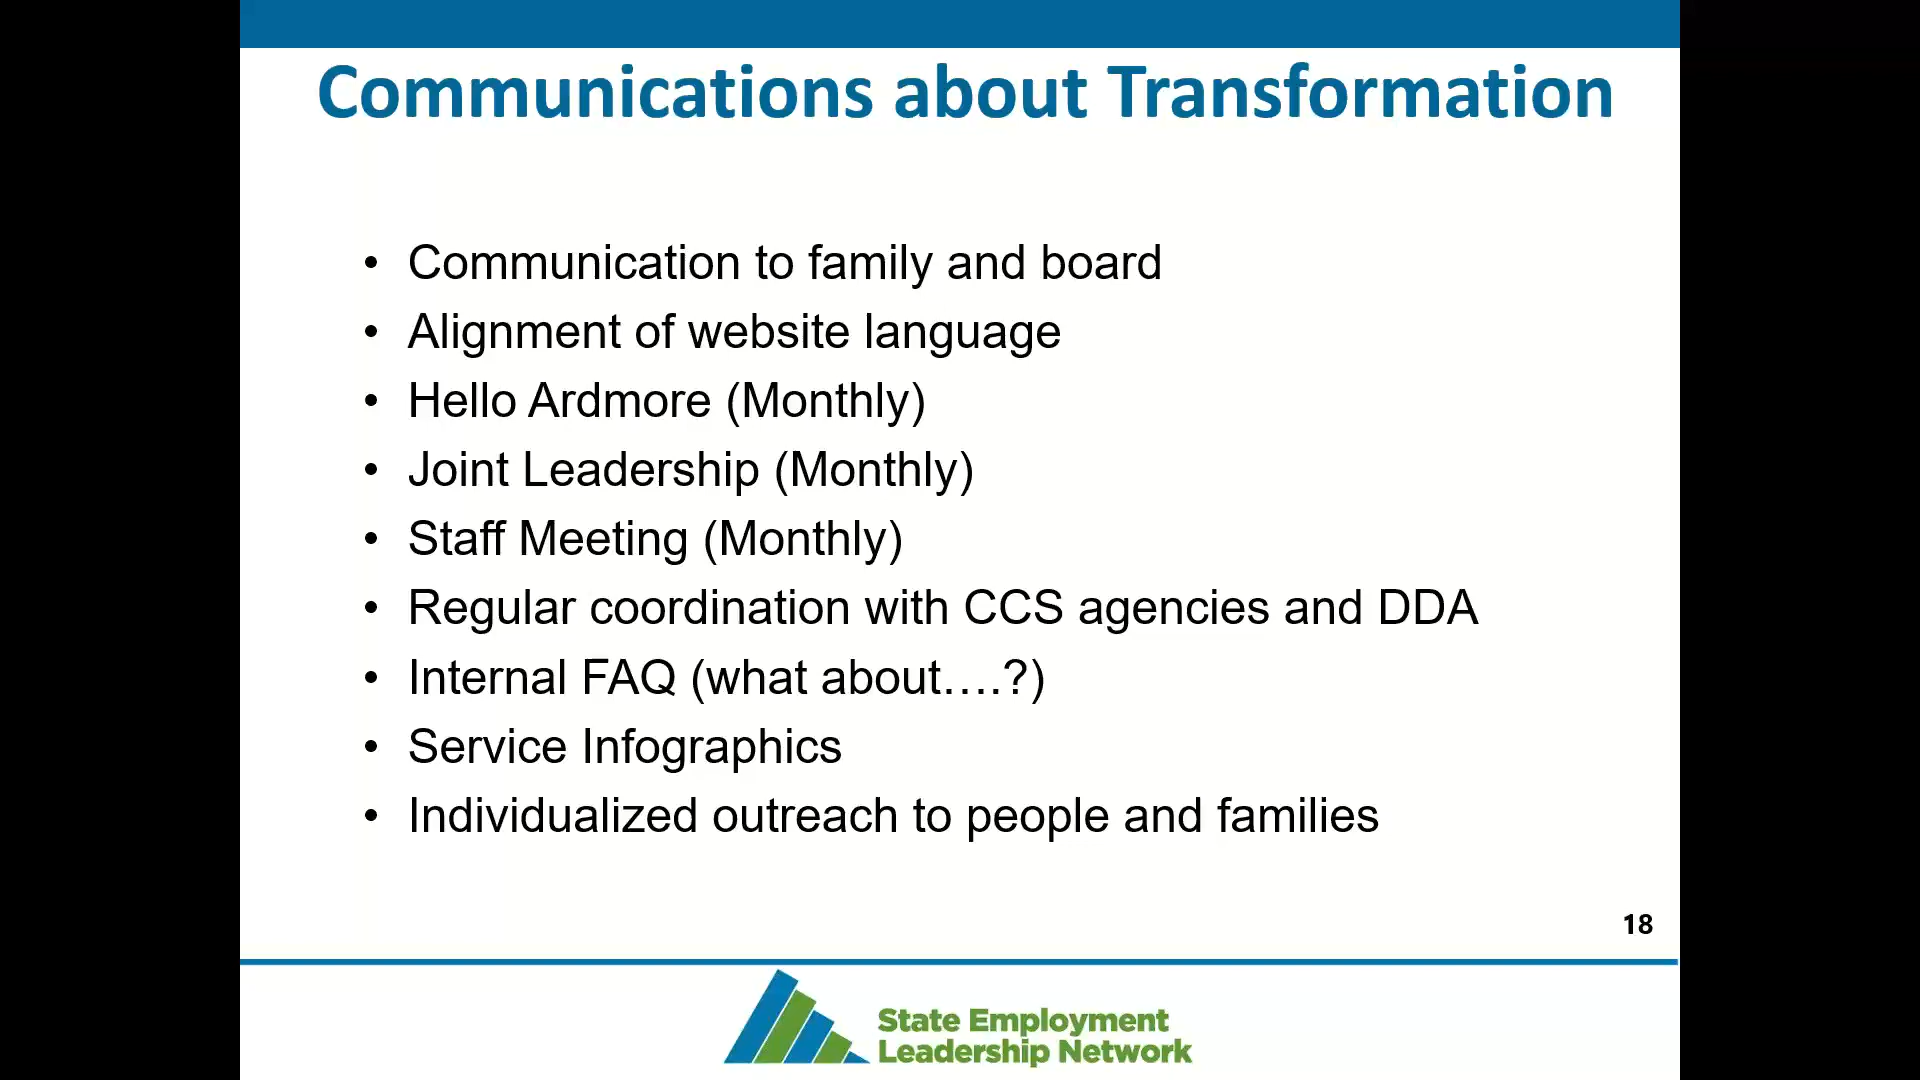 Communications about Transformation
• Communication to family and board
• Alignment of website language
• Hello Ardmore (Monthly)
• Joint Leadership (Monthly)
• Staff Meeting (Monthly)
• Regular coordination with CCS agencies and DDA
• Internal FAQ (what about….?)
• Service Infographics
• Individualized outreach to people and families
18
State Employment
Leadership Network